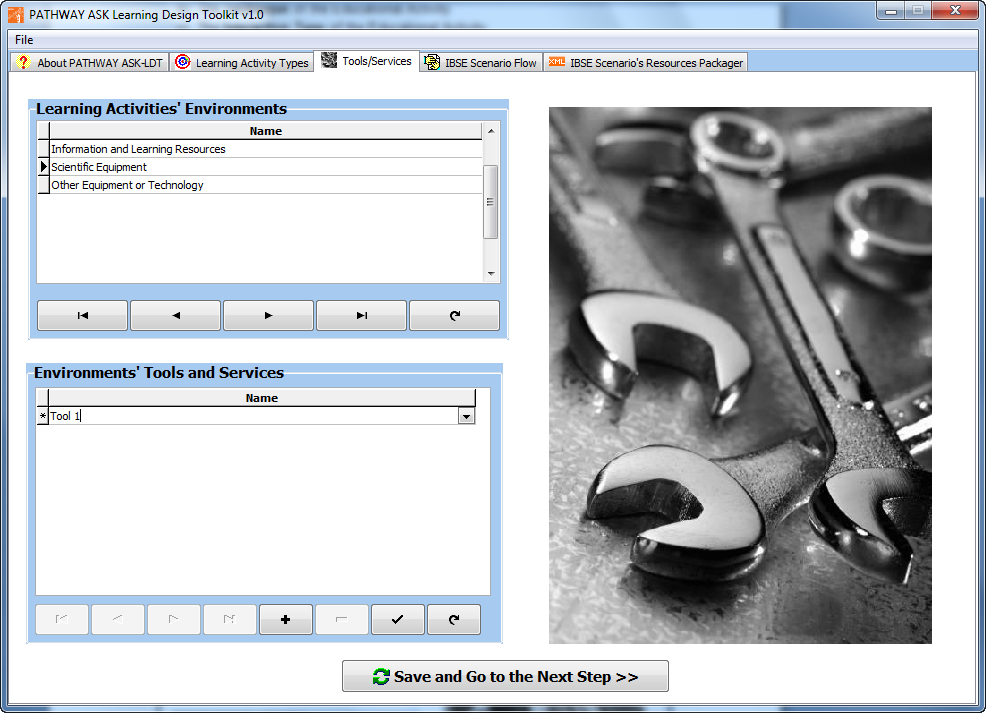 PATHWAY ASK Learning Design Toolkit v1.0
File
About PATHWAY ASK-LDT
Learning Activity Types
Tools/Services
IBSE Scenario Flow
XML
IBSE Scenario's Resources Packager
Learning Activities' Environments
Name
Information and Learning Resources
Scientific Equipment
Other Equipment or Technology
Environments' Tools and Services
Name
Tool 1
Save and Go to the Next Step >>